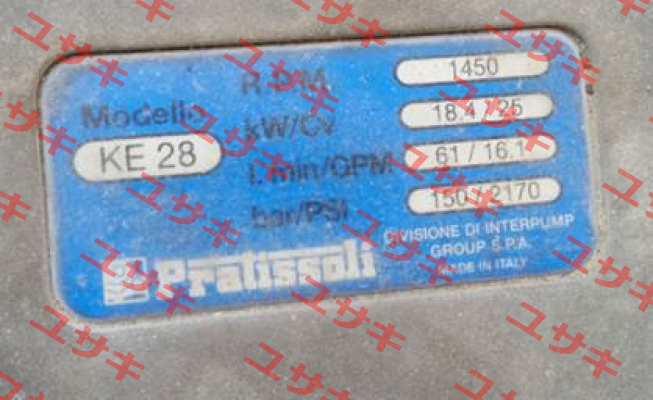 R.P.M. 1450
Modello
kW/Cv 18.4 / 25
KE 28
l. min/GPM 61 / 16.1
bar/PSI 150 / 2170
Pratissoli
DIVISIONE DI INTERPUMP
GROUP S.P.A.
MADE IN ITALY
ユサキ